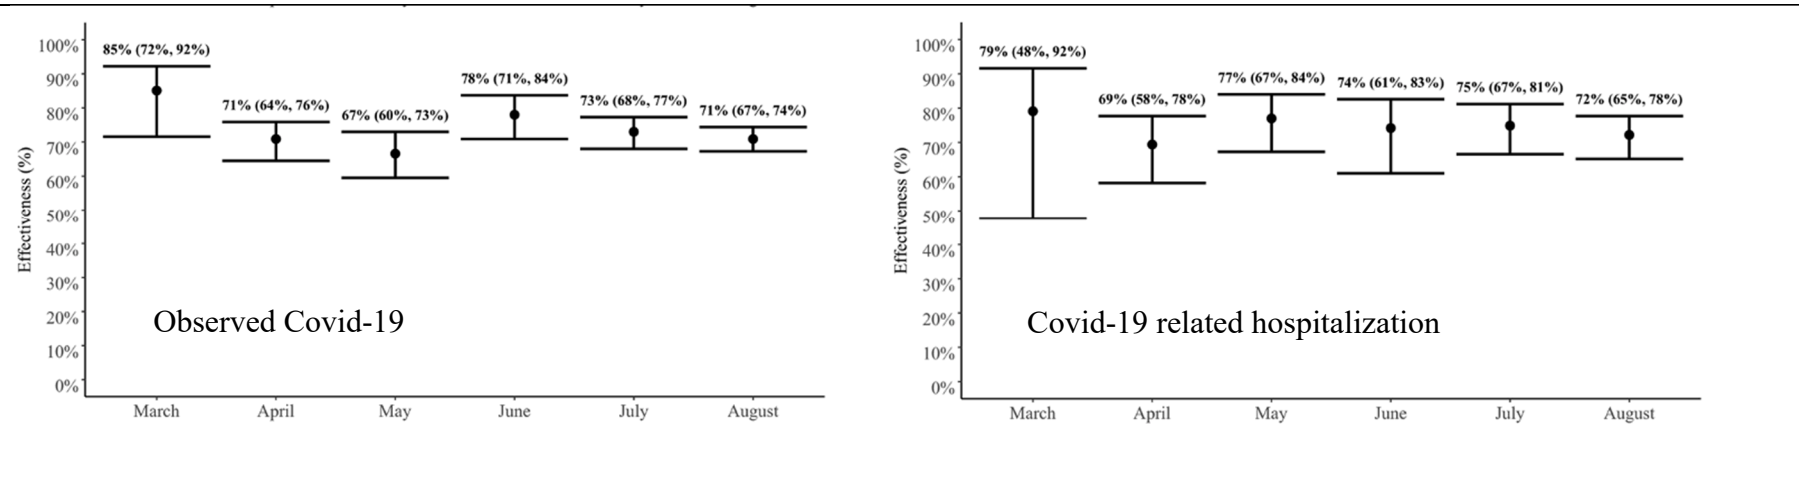 100%
90%
80%
70%
60%
50%
40%
30%
20%
10%
0%
Effectiveness (%)
85% (72%, 92%)
71% (64%, 76%)
67% (60%, 73%)
78% (71%, 84%)
73% (68%, 77%)
71% (67%, 74%)
Observed Covid-19
March April May June July August
100%
90%
80%
70%
60%
50%
40%
30%
20%
10%
0%
Effectiveness (%)
79% (48%, 92%)
69% (58%, 78%)
77% (67%, 84%)
74% (61%, 83%)
75% (67%, 81%)
72% (65%, 78%)
Covid-19 related hospitalization
March April May June July August